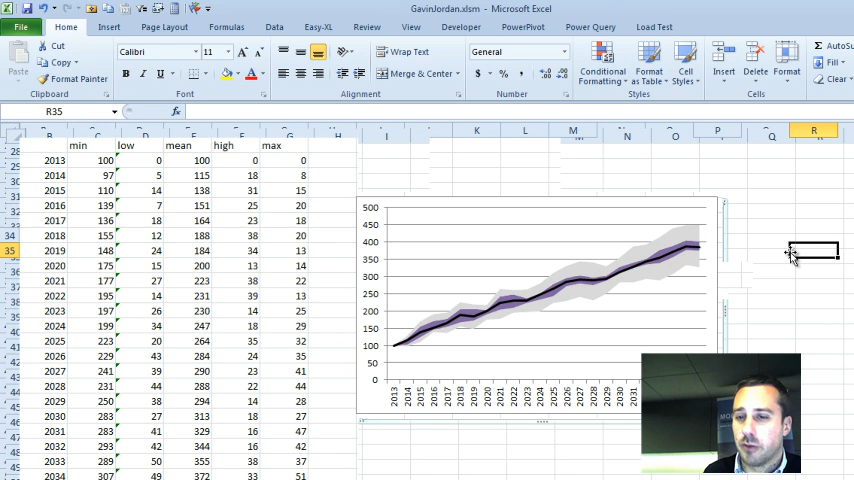 GavinJordan.xlsm - Microsoft Excel
File Home Insert Page Layout Formulas Data Easy-XL Review View Developer PowerPivot Power Query Load Test
Cut
Copy
Format Painter
Paste
Clipboard
Calibri 11
B I U
Font
Wrap Text
Merge & Center
Alignment
General
$ % ,
Number
Conditional Formatting
Format as Table
Cell Styles
Styles
Insert Delete Format
Cells
AutoSu
Fill
Clear
R35 fx
B C D E F G H I K L M N O P Q R
min low mean high max
2013 100 0 100 0 0
2014 97 5 115 18 8
2015 110 14 138 31 15
2016 139 7 151 25 20
2017 136 18 164 23 18
2018 155 12 188 33 14
2019 148 24 184 34 13
2020 175 15 200 13 14
2021 177 27 223 38 22
2022 195 14 231 39 13
2023 197 26 230 14 25
2024 199 34 247 18 29
2025 223 20 264 35 32
2026 229 43 284 24 35
2027 241 39 290 23 41
2028 231 44 288 22 44
2029 250 38 294 14 28
2030 283 27 313 18 27
2031 283 41 329 16 47
2032 293 42 344 16 42
2033 289 50 355 38 37
2034 307 49 372 33 51
500
450
400
350
300
250
200
150
100
50
0
2013 2014 2015 2016 2017 2018 2019 2020 2021 2022 2023 2024 2025 2026 2027 2028 2029 2030 2031